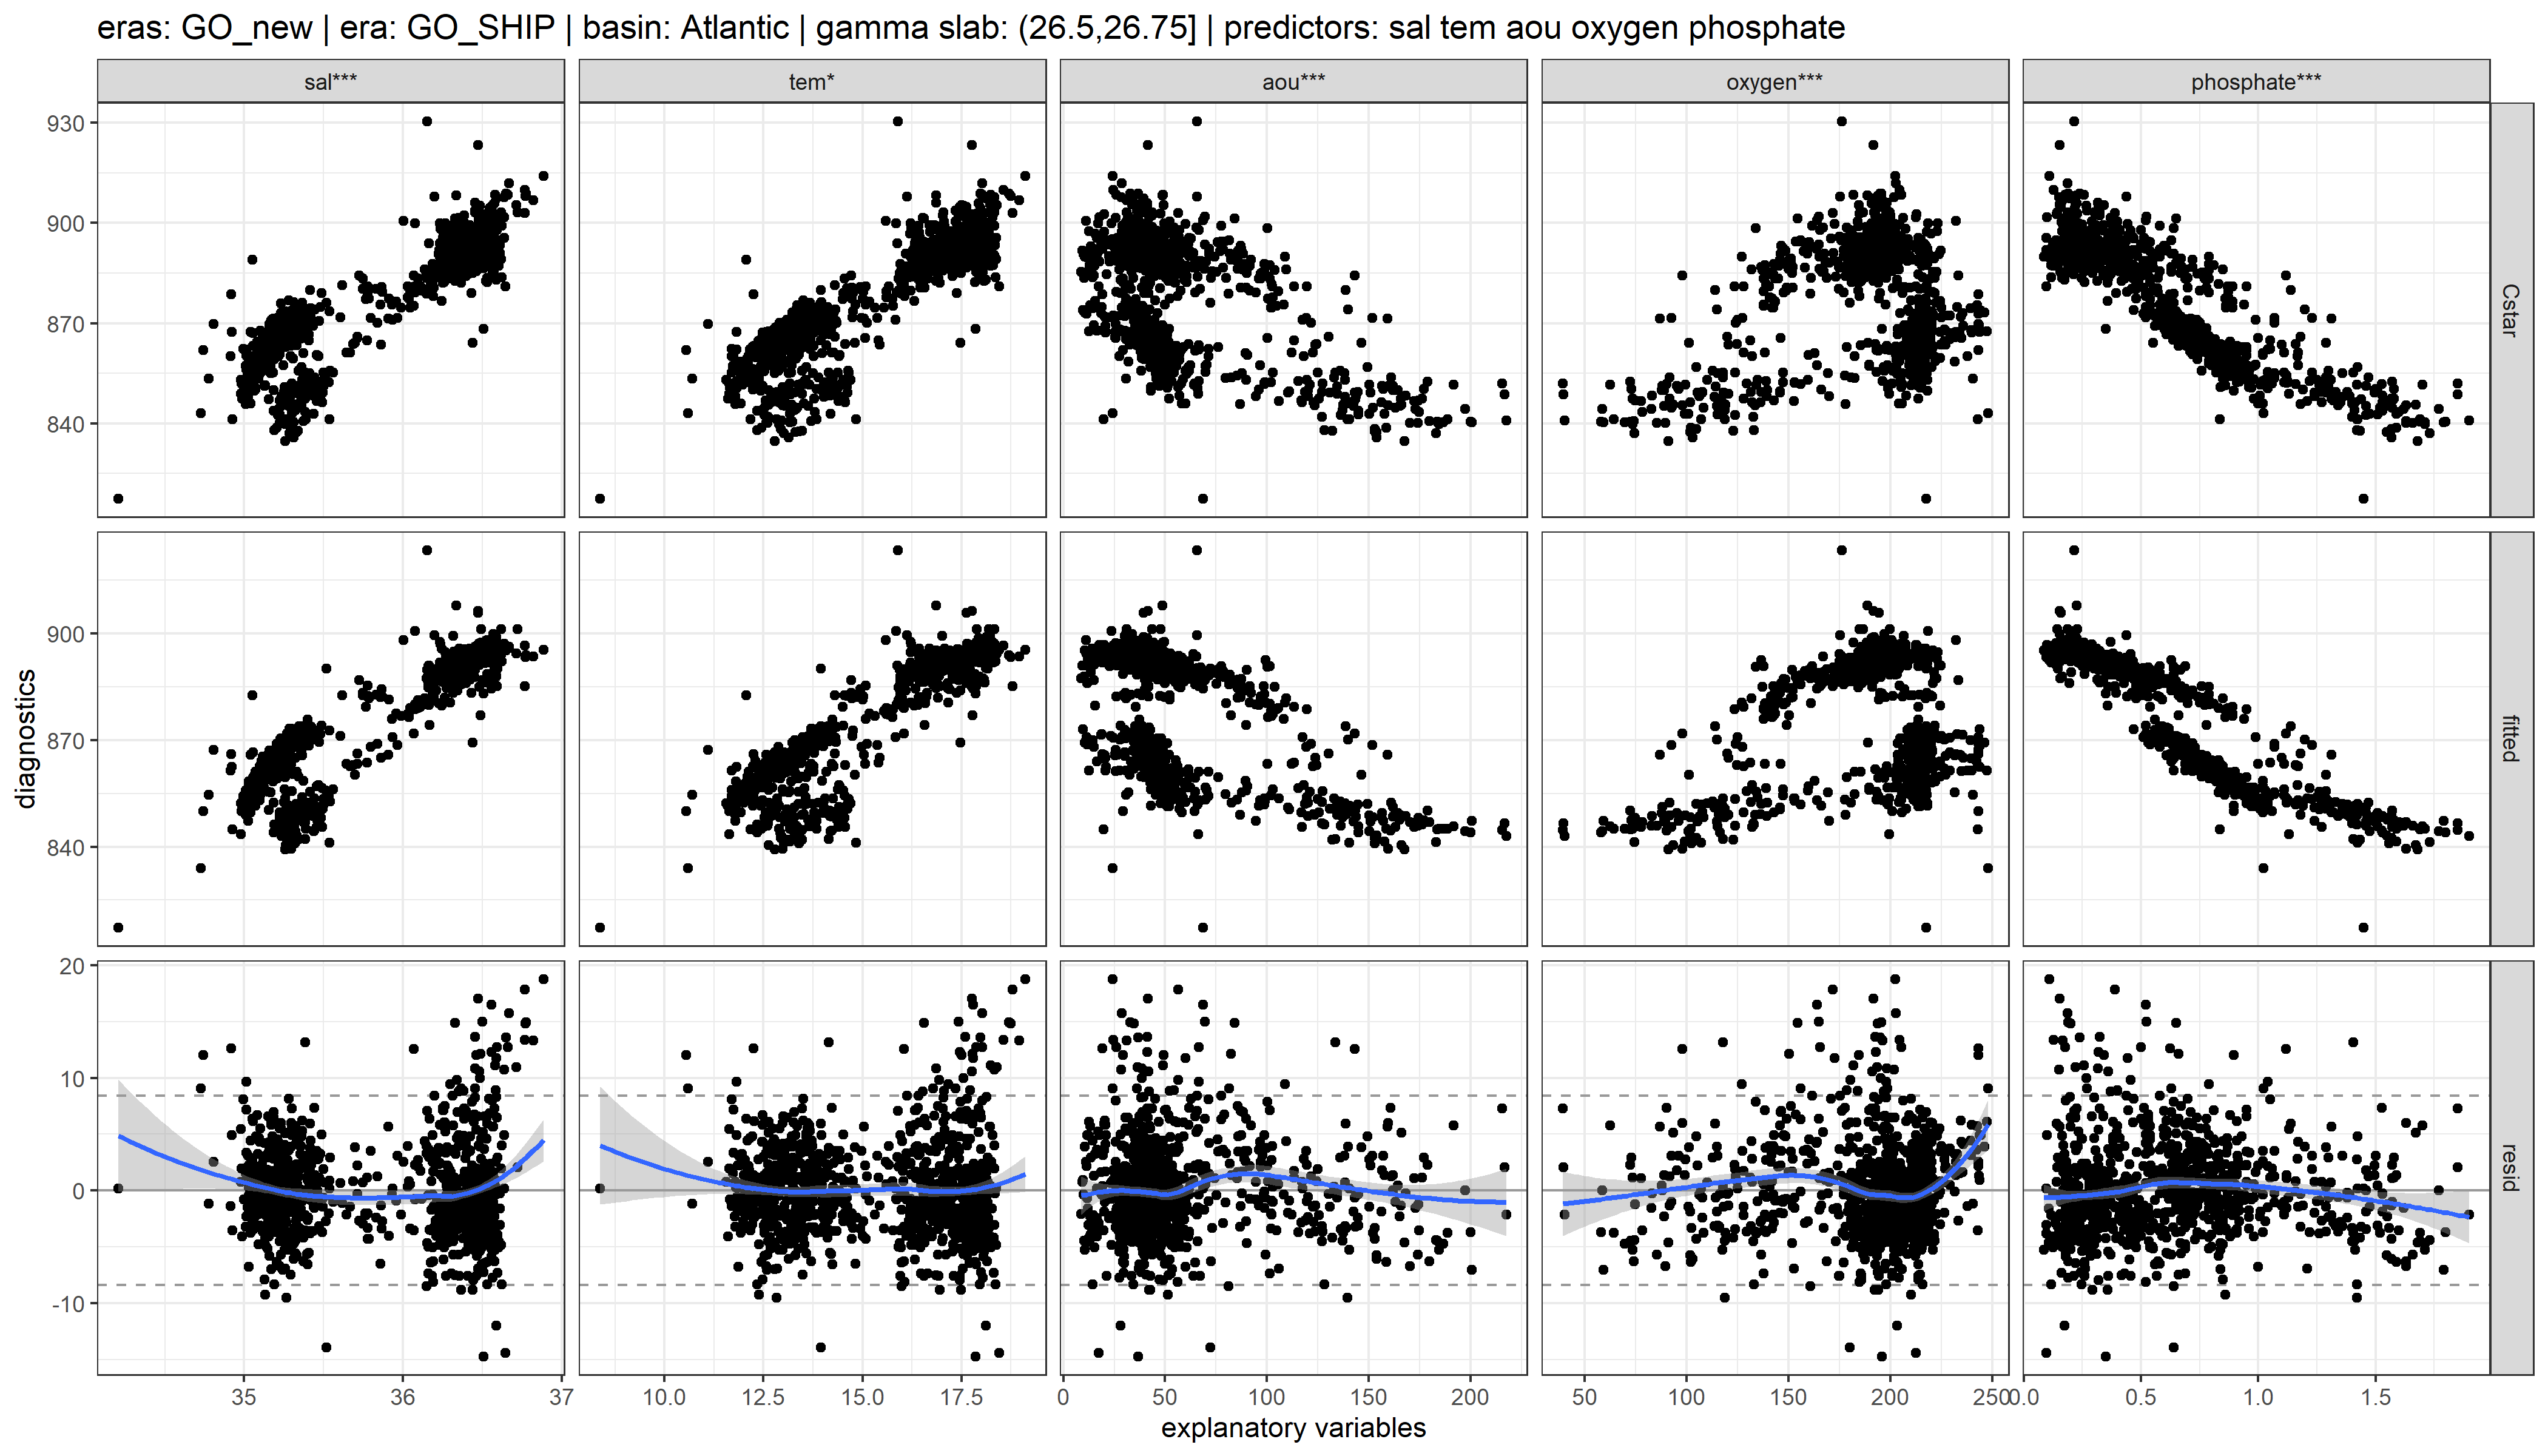 eras: GO_new | era: GO_SHIP | basin: Atlantic | gamma slab: (26.5,26.75] | predictors: sal tem aou oxygen phosphate
sal*** tem* aou*** oxygen*** phosphate***
930
900
870
840
Cstar
900
870
840
fitted
diagnostics
20
10
0
-10
resid
35 36 37 10.0 12.5 15.0 17.5 0 50 100 150 200 50 100 150 200 250 0.0 0.5 1.0 1.5
explanatory variables